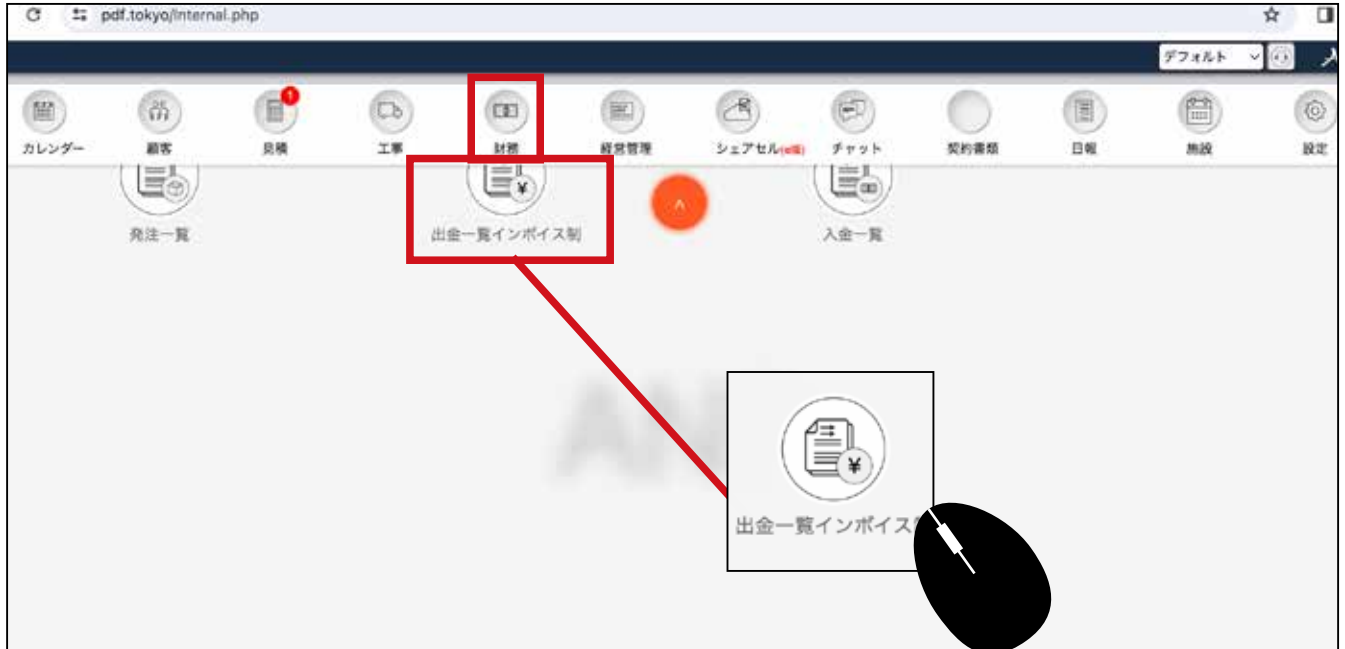 pdf.tokyo/internal.php
デフォルト
1
カレンダー 顧客 見積 工事 財務 経営管理 シェアセル(α版) チャット 契約書類 日報 施設 設定
発注一覧 出金一覧インボイス制 入金一覧
出金一覧インボイス